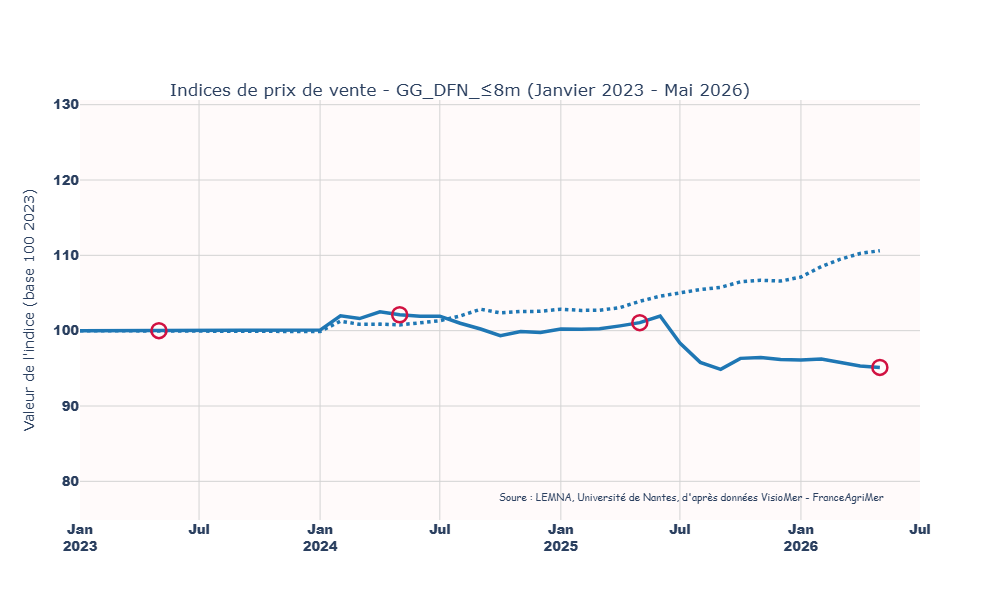 Indices de prix de vente - GG_DFN_≤8m (Janvier 2023 - Mai 2026)
Valeur de l'Indice (base 100 2023)
130
120
110
100
90
80
Soure : LEMNA, Université de Nantes, d'après données VisioMer - FranceAgriMer
Jan Jul Jan Jul Jan Jul Jan Jul
2023 2024 2025 2026